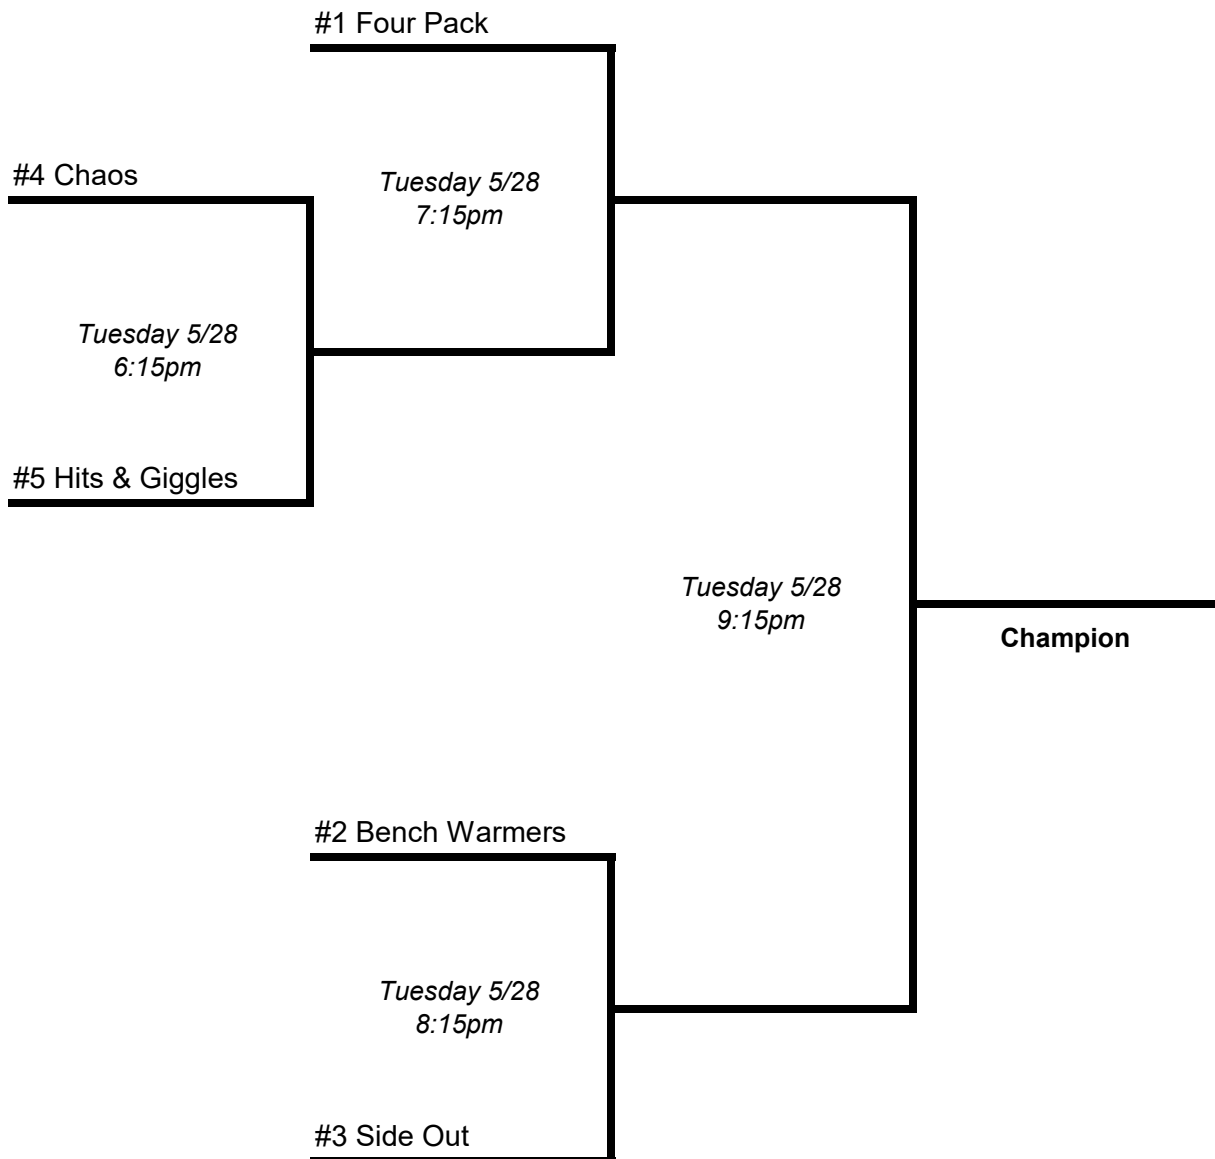 #1 Four Pack
#4 Chaos
Tuesday 5/28
7:15pm
Tuesday 5/28
6:15pm
#5 Hits & Giggles
Tuesday 5/28
9:15pm
Champion
#2 Bench Warmers
Tuesday 5/28
8:15pm
#3 Side Out